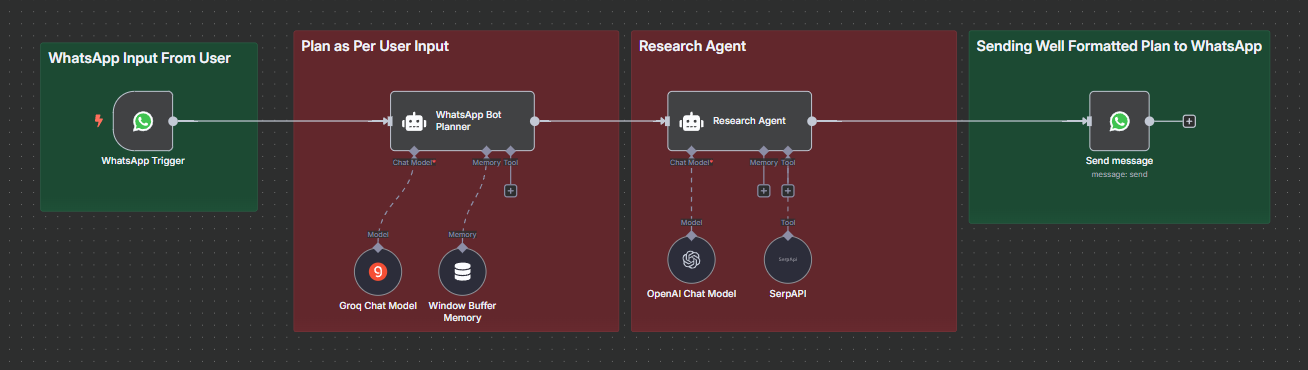 WhatsApp Input From User
WhatsApp Trigger
Plan as Per User Input
WhatsApp Bot
Planner
Chat Model*
Memory
Tool
Model
Memory
Groq Chat Model
Window Buffer
Memory
Research Agent
Research Agent
Chat Model*
Memory
Tool
Model
Tool
SerpApi
OpenAI Chat Model
SerpAPI
Sending Well Formatted Plan to WhatsApp
Send message
message: send